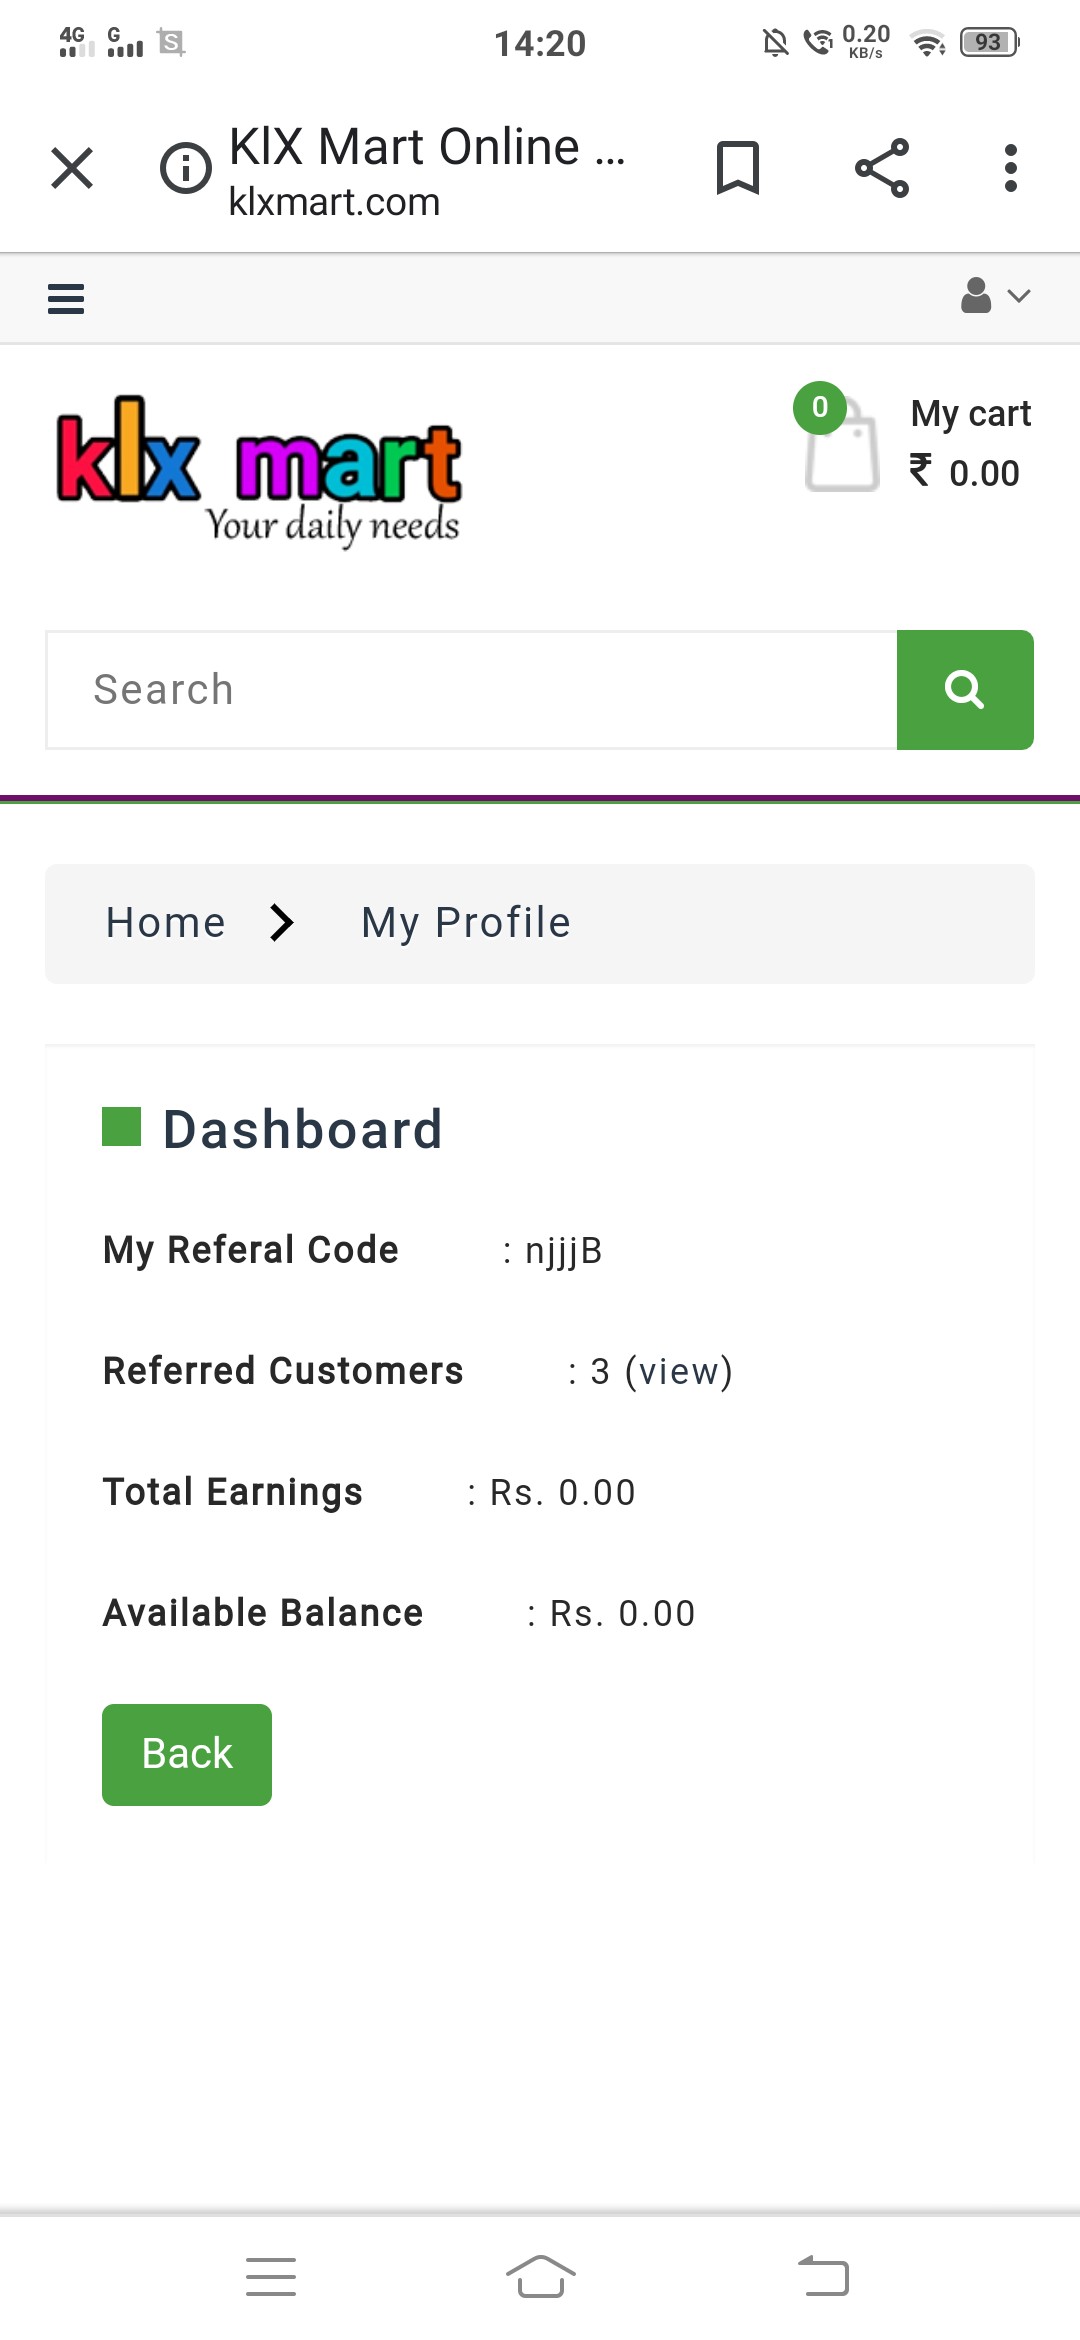 4G G S 14:20 0.20 KB/s 93
KlX Mart Online ...
klxmart.com
klx mart
Your daily needs
0
My cart
₹ 0.00
Search
Home My Profile
Dashboard
My Referal Code : njjjB
Referred Customers : 3 (view)
Total Earnings : Rs. 0.00
Available Balance : Rs. 0.00
Back